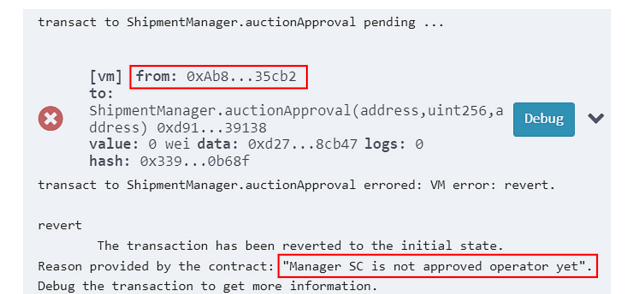 transact to ShipmentManager.auctionApproval pending ...
[vm] from: 0xAb8...35cb2
to:
ShipmentManager.auctionApproval(address,uint256,a
ddress) 0xd91...39138
value: 0 wei data: 0xd27...8cb47 logs: 0
hash: 0x339...0b68f
Debug
transact to ShipmentManager.auctionApproval errored: VM error: revert.
revert
The transaction has been reverted to the initial state.
Reason provided by the contract: "Manager SC is not approved operator yet".
Debug the transaction to get more information.